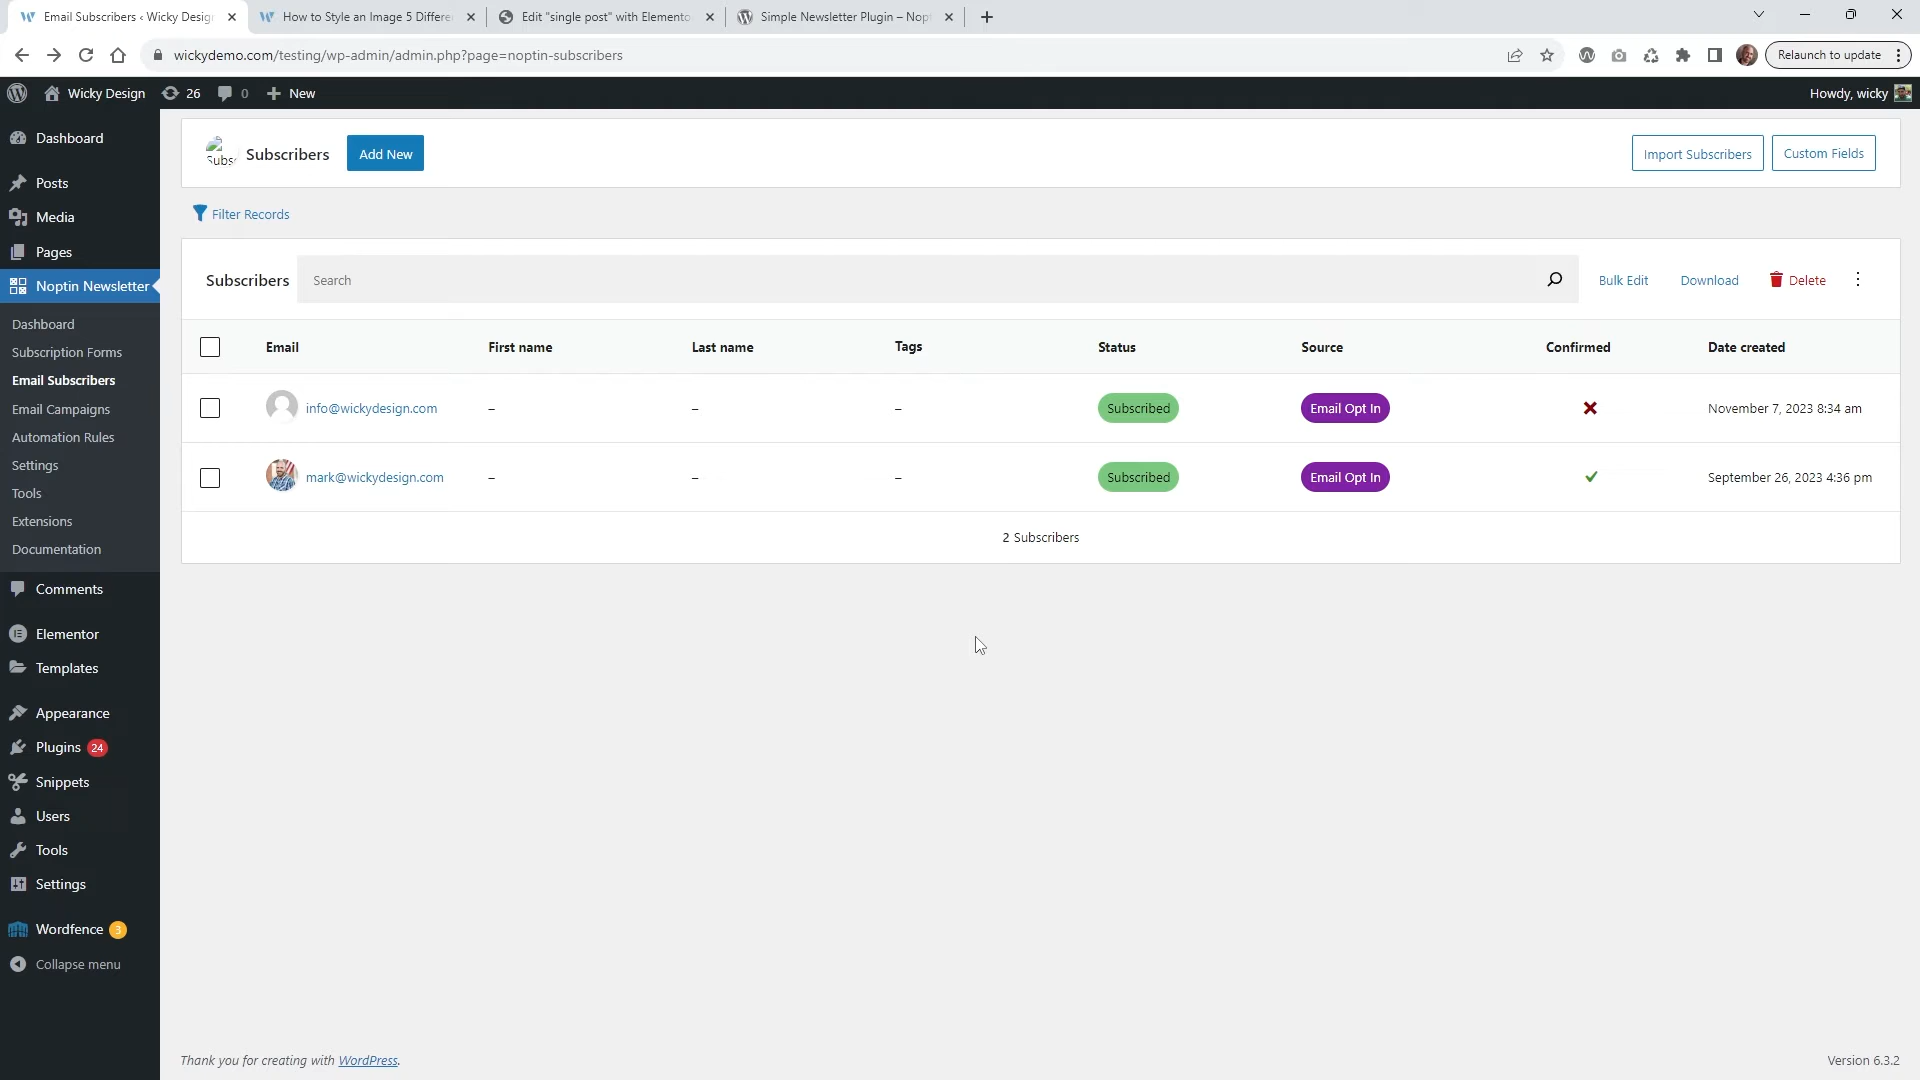 Email Subscribers ‹ Wicky Desig
How to Style an Image 5 Differe
Edit "single post" with Elemento
Simple Newsletter Plugin – Nopt
wickydemo.com/testing/wp-admin/admin.php?page=noptin-subscribers
Relaunch to update
Wicky Design
26
0
New
Howdy, wicky
Dashboard
Posts
Media
Pages
Noptin Newsletter
Dashboard
Subscription Forms
Email Subscribers
Email Campaigns
Automation Rules
Settings
Tools
Extensions
Documentation
Comments
Elementor
Templates
Appearance
Plugins 24
Snippets
Users
Tools
Settings
Wordfence 3
Collapse menu
Subs
Subscribers
Add New
Import Subscribers
Custom Fields
Filter Records
Subscribers
Search
Bulk Edit
Download
Delete
Email First name Last name Tags Status Source Confirmed Date created
info@wickydesign.com – – – Subscribed Email Opt In November 7, 2023 8:34 am
mark@wickydesign.com – – – Subscribed Email Opt In September 26, 2023 4:36 pm
2 Subscribers
Thank you for creating with WordPress.
Version 6.3.2